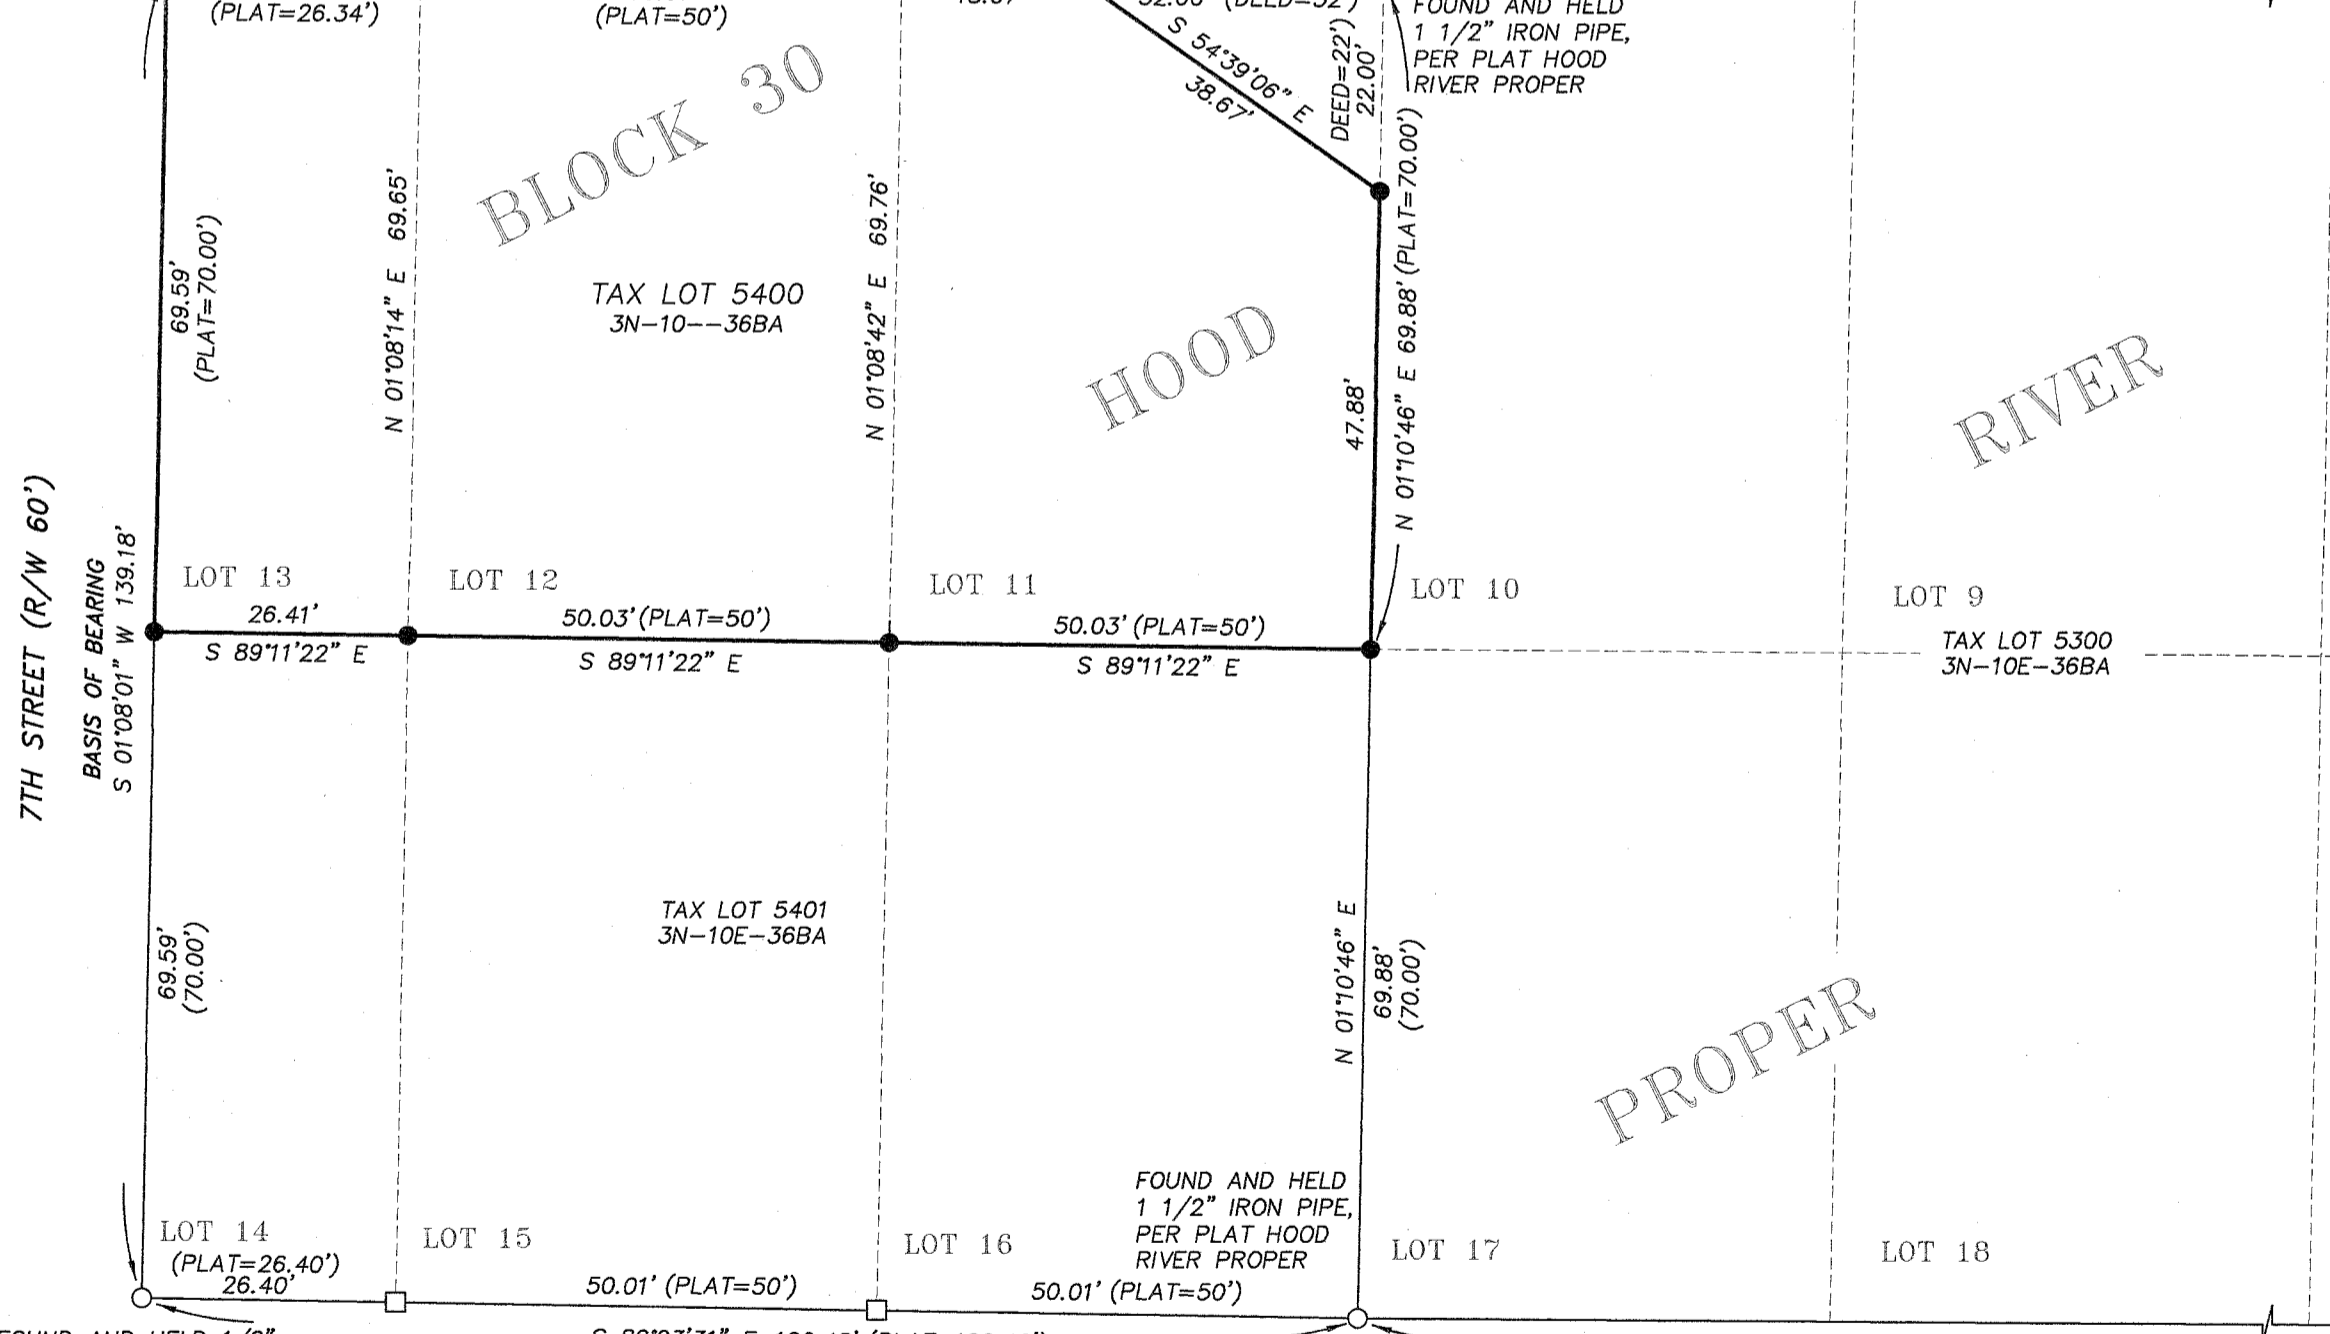 (PLAT=26.34')
(PLAT=50')
S 54°39'06" E
38.67'
DEED=22')
22.00'
FOUND AND HELD
1 1/2" IRON PIPE,
PER PLAT HOOD
RIVER PROPER
BLOCK 30
69.59'
(PLAT=70.00')
N 01°08'14" E 69.65'
N 01°08'42" E 69.76'
TAX LOT 5400
3N-10--36BA
HOOD
47.88'
N 01°10'46" E 69.88' (PLAT=70.00')
RIVER
7TH STREET (R/W 60')
BASIS OF BEARING
S 01°08'01" W 139.18'
LOT 13
LOT 12
LOT 11
LOT 10
LOT 9
26.41'
S 89°11'22" E
50.03' (PLAT=50')
S 89°11'22" E
50.03' (PLAT=50')
S 89°11'22" E
TAX LOT 5300
3N-10E-36BA
69.59'
(70.00')
TAX LOT 5401
3N-10E-36BA
N 01°10'46" E
69.88'
(70.00')
PROPER
FOUND AND HELD
1 1/2" IRON PIPE,
PER PLAT HOOD
RIVER PROPER
LOT 14
LOT 15
LOT 16
LOT 17
LOT 18
(PLAT=26.40')
26.40'
50.01' (PLAT=50')
50.01' (PLAT=50')